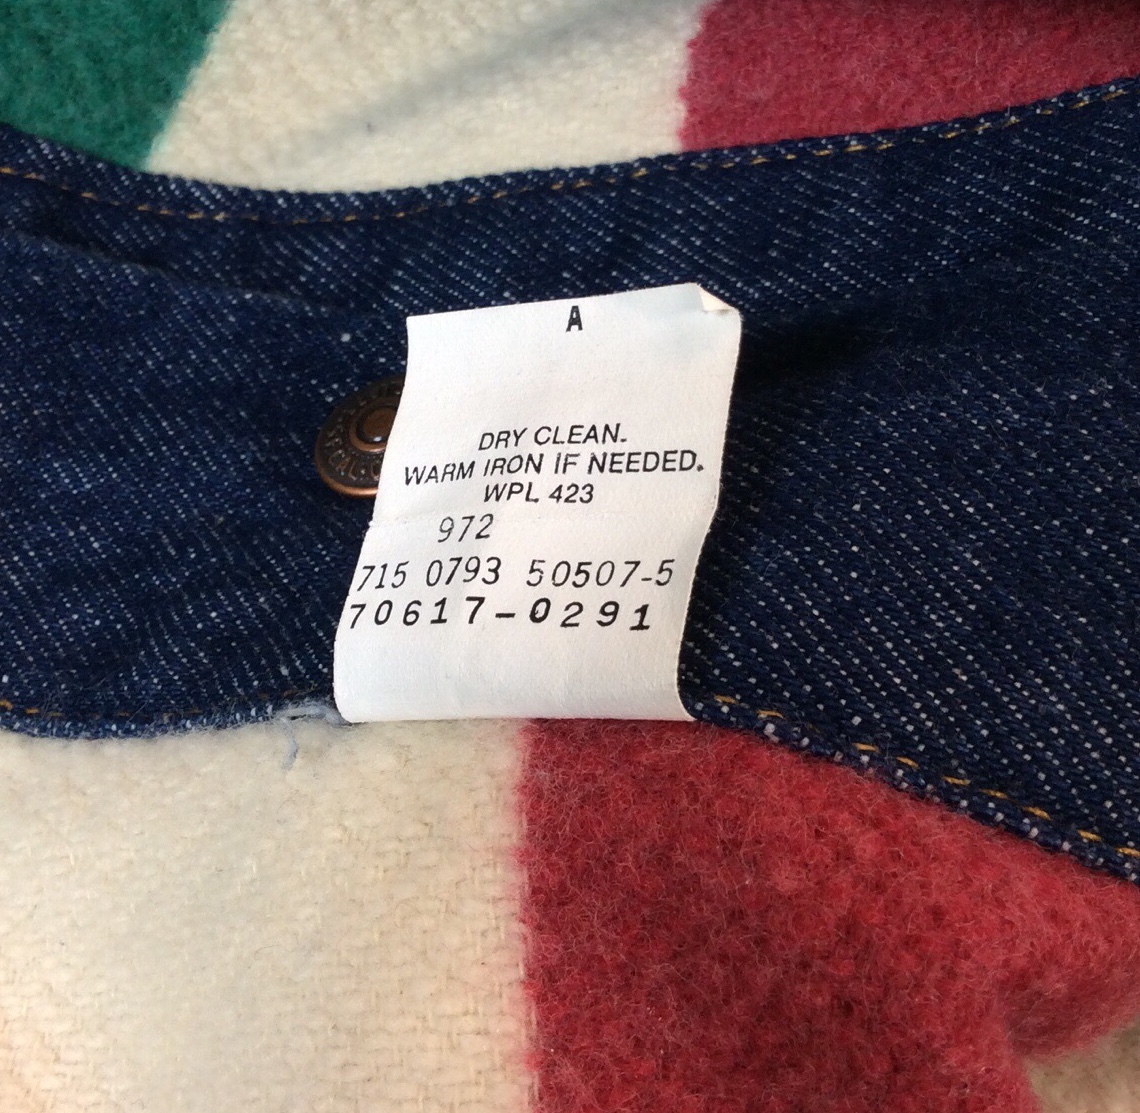 A
DRY CLEAN.
WARM IRON IF NEEDED.
WPL 423
972
715 0793 50507-5
70617-0291